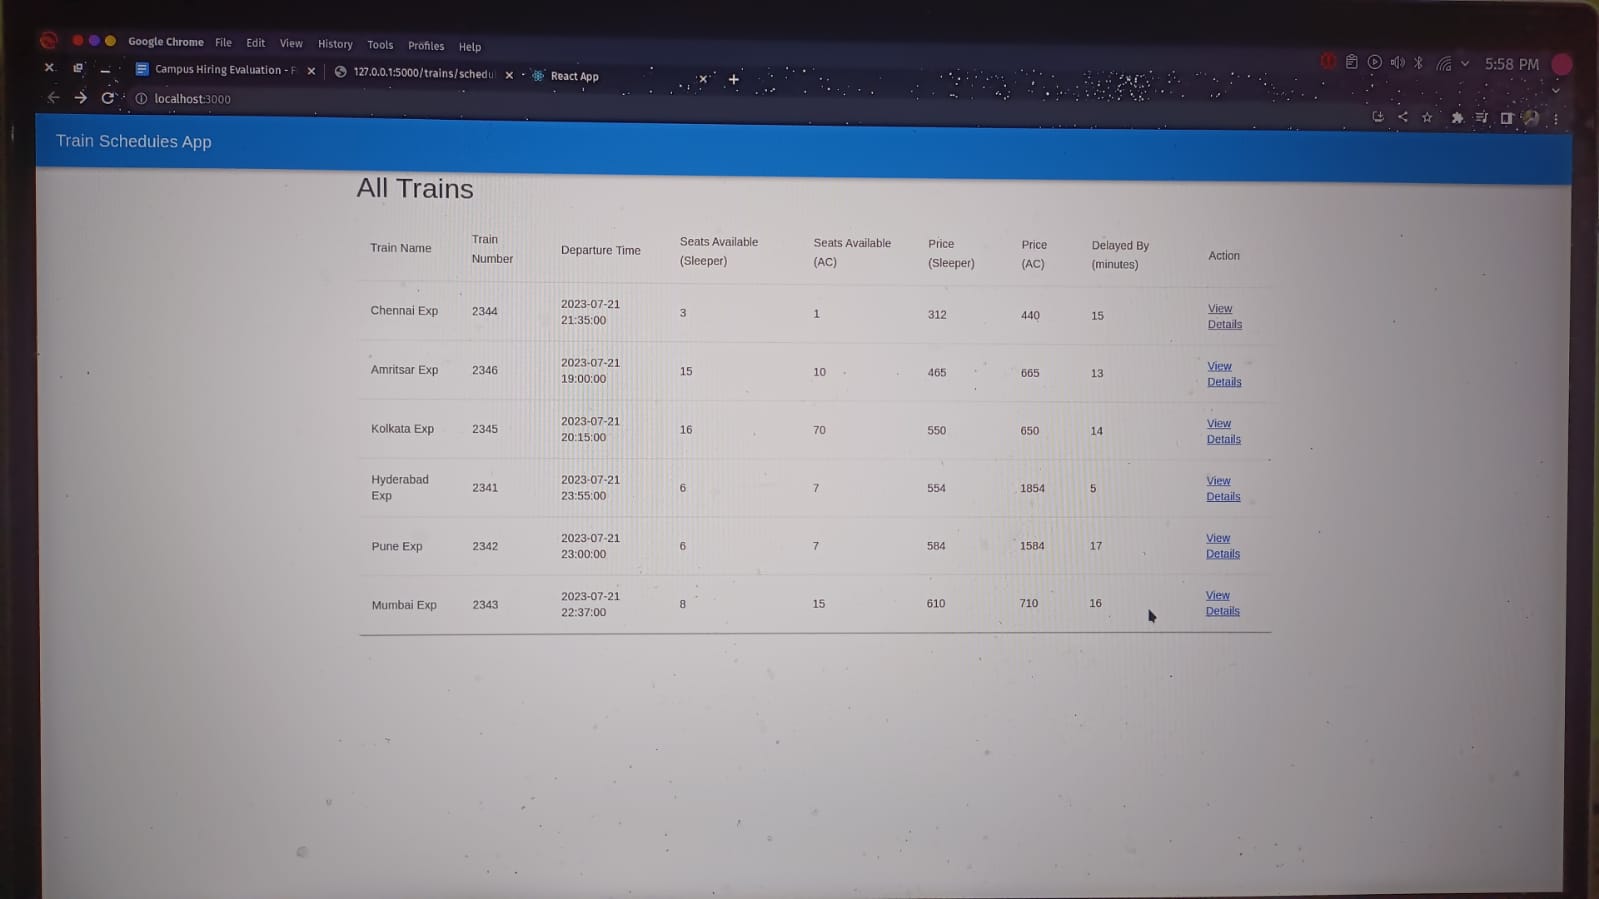 Google Chrome File Edit View History Tools Profiles Help
5:58 PM
Campus Hiring Evaluation - F
127.0.0.1:5000/trains/schedu
React App
localhost:3000
Train Schedules App
All Trains
Train Name Train Number Departure Time Seats Available (Sleeper) Seats Available (AC) Price (Sleeper) Price (AC) Delayed By (minutes) Action
Chennai Exp 2344 2023-07-21 21:35:00 3 1 312 440 15 View Details
Amritsar Exp 2346 2023-07-21 19:00:00 15 10 465 665 13 View Details
Kolkata Exp 2345 2023-07-21 20:15:00 16 70 550 650 14 View Details
Hyderabad Exp 2341 2023-07-21 23:55:00 6 7 554 1854 5 View Details
Pune Exp 2342 2023-07-21 23:00:00 6 7 584 1584 17 View Details
Mumbai Exp 2343 2023-07-21 22:37:00 8 15 610 710 16 View Details